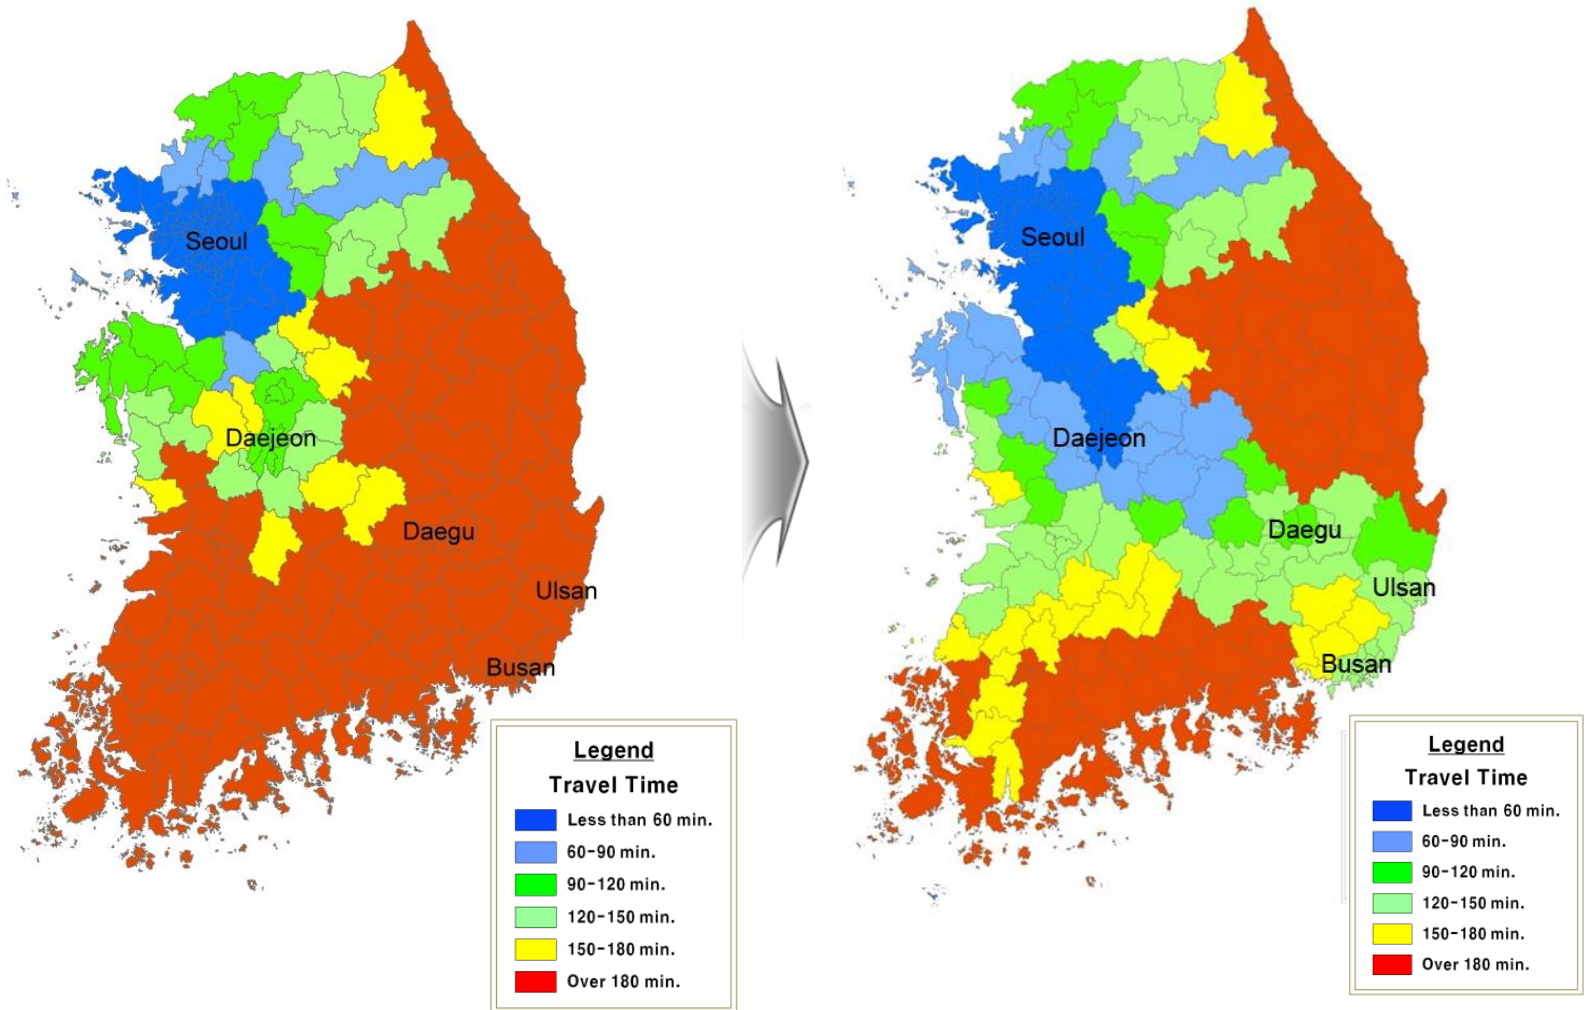 Seoul
Daejeon
Daegu
Ulsan
Busan
Legend
Travel Time
Less than 60 min.
60-90 min.
90-120 min.
120-150 min.
150-180 min.
Over 180 min.
Seoul
Daejeon
Daegu
Ulsan
Busan
Legend
Travel Time
Less than 60 min.
60-90 min.
90-120 min.
120-150 min.
150-180 min.
Over 180 min.